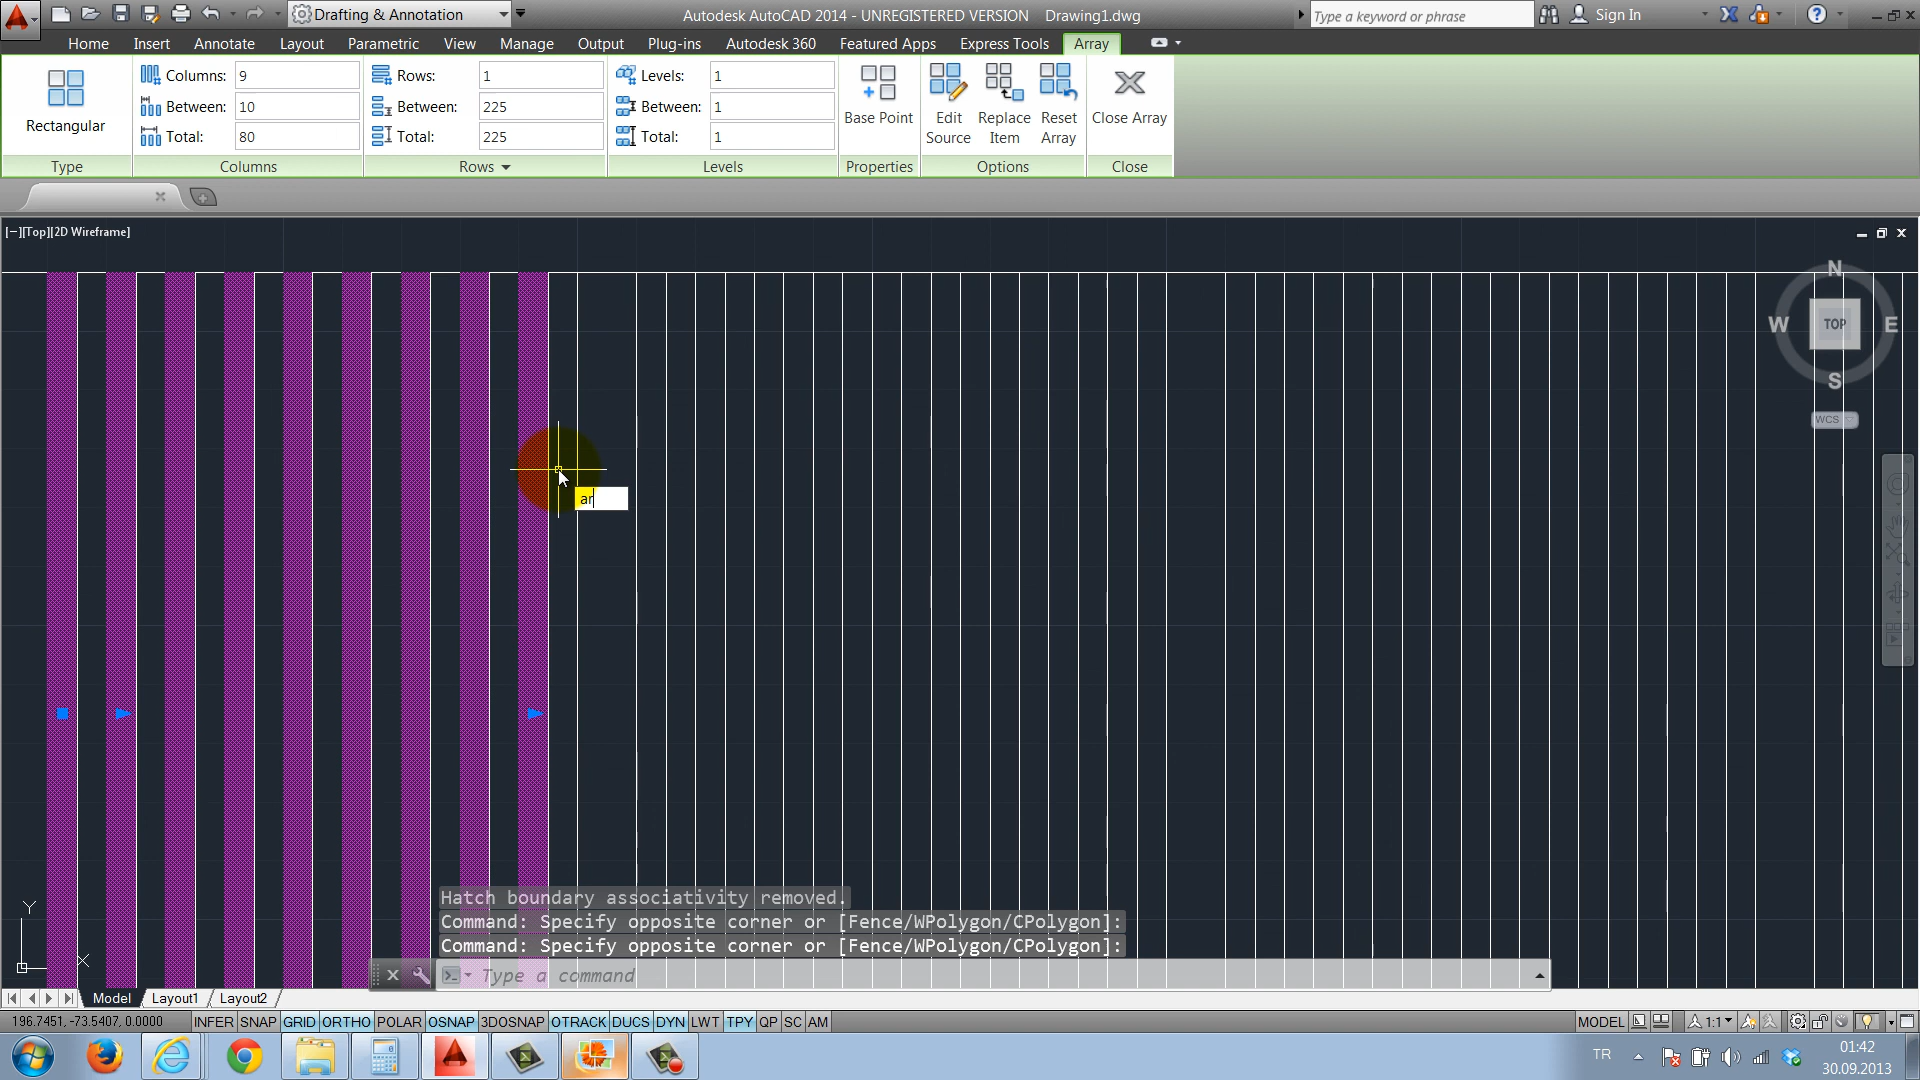 Drafting & Annotation
Autodesk AutoCAD 2014 - UNREGISTERED VERSION Drawing1.dwg
Type a keyword or phrase
Sign In
Home Insert Annotate Layout Parametric View Manage Output Plug-ins Autodesk 360 Featured Apps Express Tools Array
Columns: 9 Rows: 1 Levels: 1
Between: 10 Between: 225 Between: 1
Total: 80 Total: 225 Total: 1
Rectangular
Base Point
Edit Source
Replace Item
Reset Array
Close Array
Type Columns Rows Levels Properties Options Close
[−][Top][2D Wireframe]
N
W TOP E
S
WCS
ar
Y
X
Hatch boundary associativity removed.
Command: Specify opposite corner or [Fence/WPolygon/CPolygon]:
Command: Specify opposite corner or [Fence/WPolygon/CPolygon]:
Type a command
Model Layout1 Layout2
196.7451, -73.5407, 0.0000 INFER SNAP GRID ORTHO POLAR OSNAP 3DOSNAP OTRACK DUCS DYN LWT TPY QP SC AM MODEL 1:1
TR
01:42
30.09.2013